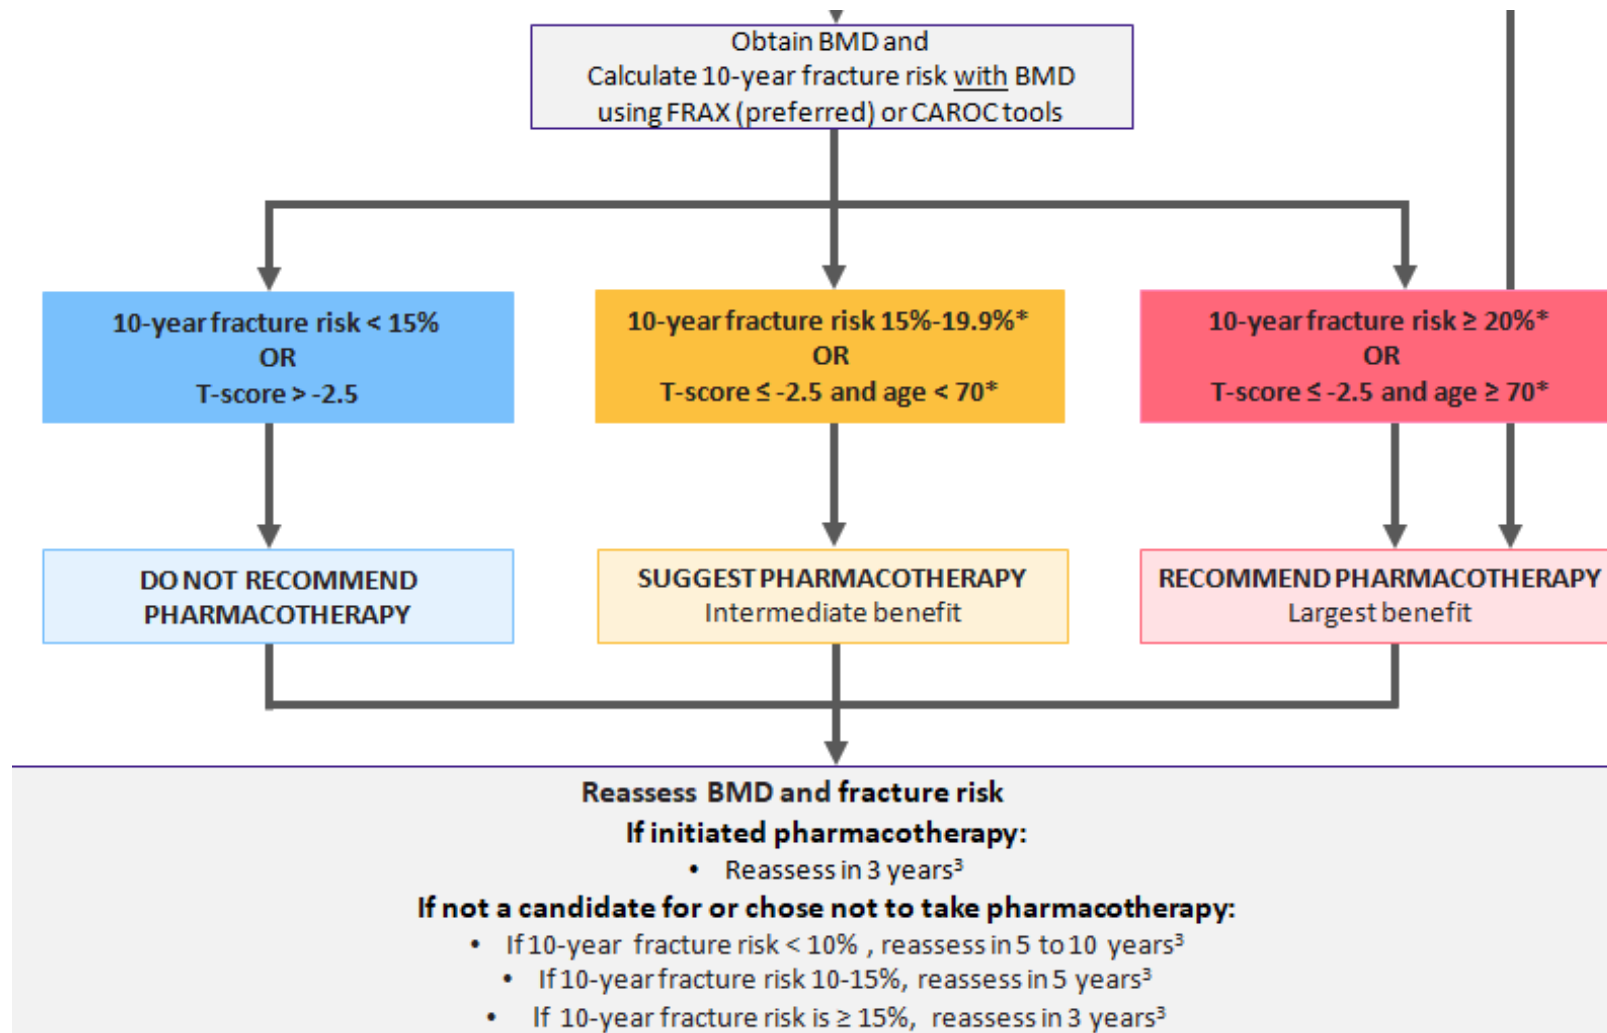 Obtain BMD and
Calculate 10-year fracture risk with BMD
using FRAX (preferred) or CAROC tools
10-year fracture risk < 15%
OR
T-score > -2.5
10-year fracture risk 15%-19.9%*
OR
T-score ≤ -2.5 and age < 70*
10-year fracture risk ≥ 20%*
OR
T-score ≤ -2.5 and age ≥ 70*
DO NOT RECOMMEND
PHARMACOTHERAPY
SUGGEST PHARMACOTHERAPY
Intermediate benefit
RECOMMEND PHARMACOTHERAPY
Largest benefit
Reassess BMD and fracture risk
If initiated pharmacotherapy:
• Reassess in 3 years³
If not a candidate for or chose not to take pharmacotherapy:
• If 10-year fracture risk < 10% , reassess in 5 to 10 years³
• If 10-year fracture risk 10-15%, reassess in 5 years³
• If 10-year fracture risk is ≥ 15%, reassess in 3 years³